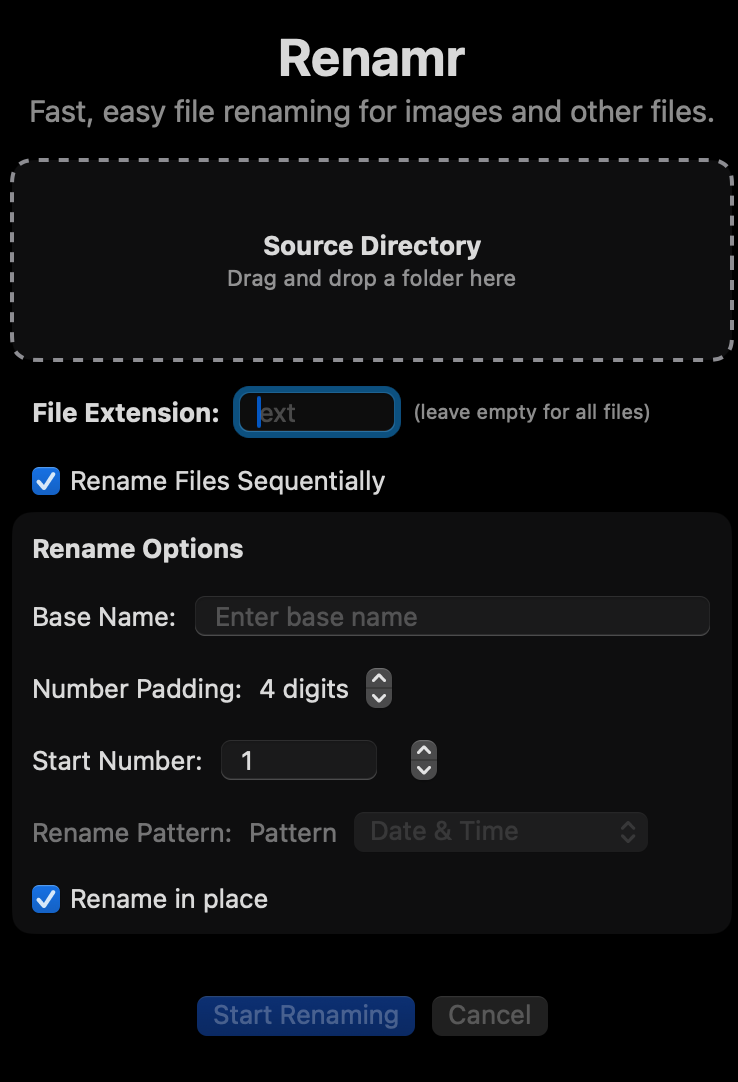 Renamr
Fast, easy file renaming for images and other files.
Source Directory
Drag and drop a folder here
File Extension: ext (leave empty for all files)
Rename Files Sequentially
Rename Options
Base Name: Enter base name
Number Padding: 4 digits
Start Number: 1
Rename Pattern: Pattern Date & Time
Rename in place
Start Renaming Cancel